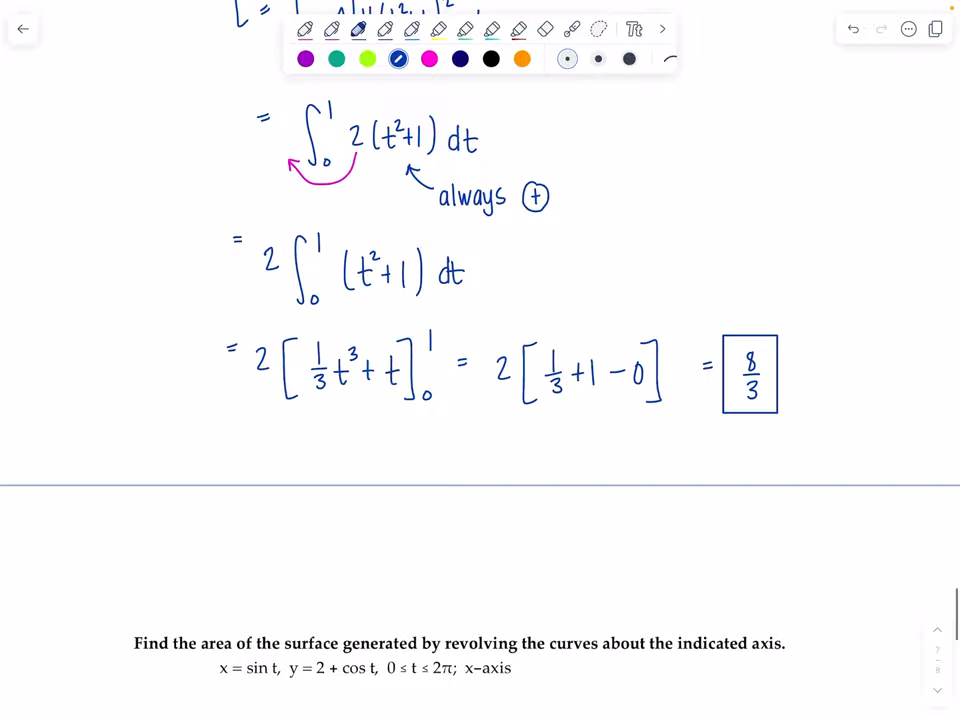 L =
Tt
= ∫₀¹ 2(t²+1) dt
always ⊕
= 2 ∫₀¹ (t²+1) dt
= 2 [1/3 t³ + t]₀¹ = 2 [1/3 + 1 − 0] = 8/3
Find the area of the surface generated by revolving the curves about the indicated axis.
x = sin t, y = 2 + cos t, 0 ≤ t ≤ 2π; x–axis